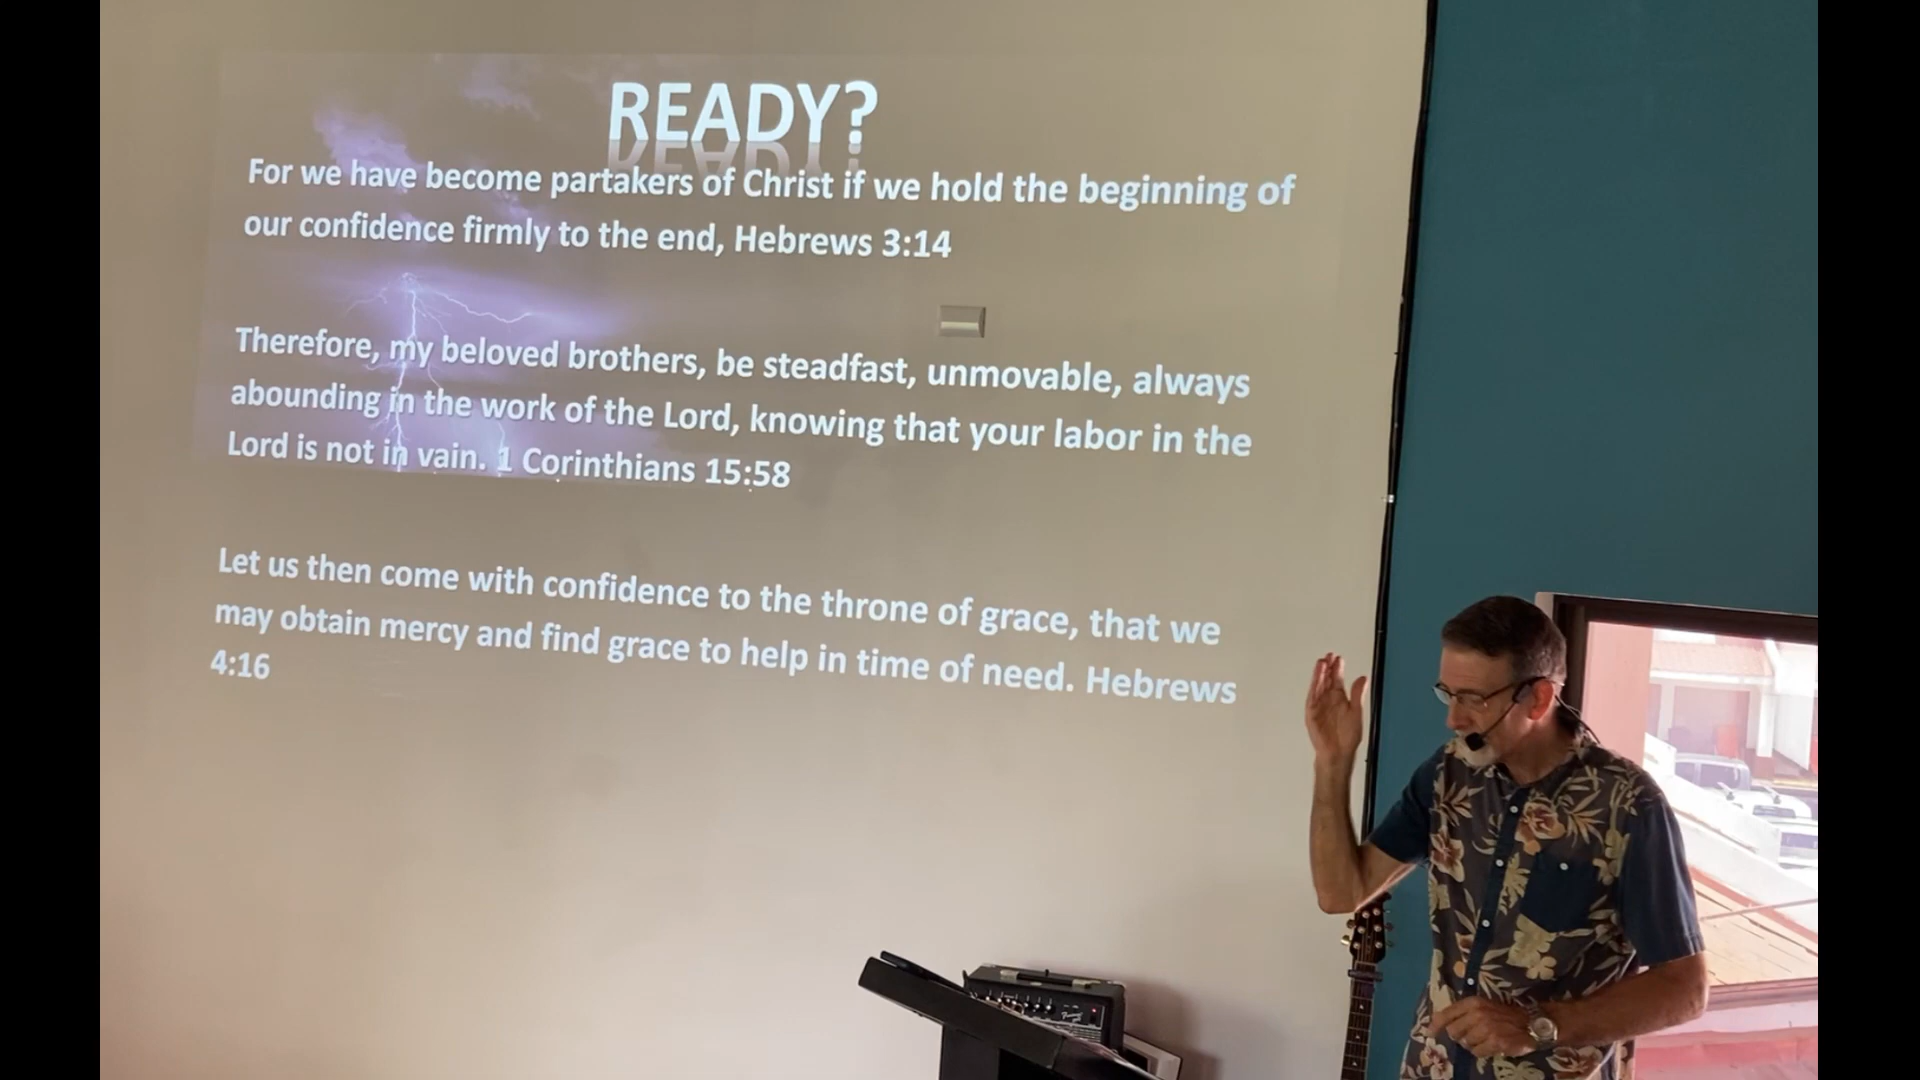 READY?
For we have become partakers of Christ if we hold the beginning of
our confidence firmly to the end, Hebrews 3:14
Therefore, my beloved brothers, be steadfast, unmovable, always
abounding in the work of the Lord, knowing that your labor in the
Lord is not in vain. 1 Corinthians 15:58
Let us then come with confidence to the throne of grace, that we
may obtain mercy and find grace to help in time of need. Hebrews
4:16